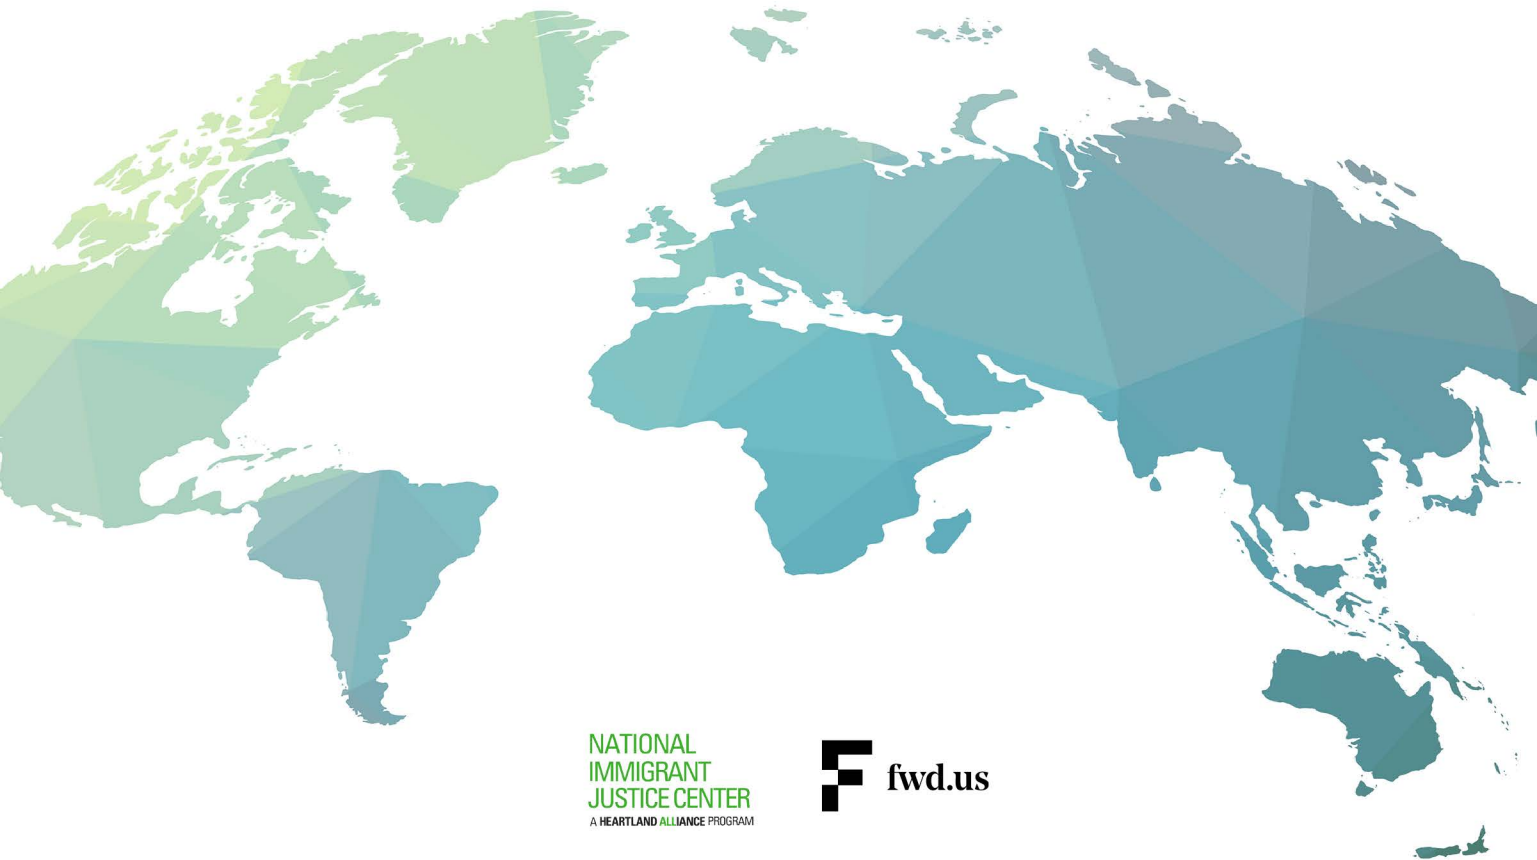 NATIONAL
IMMIGRANT
JUSTICE CENTER
A HEARTLAND ALLIANCE PROGRAM
fwd.us